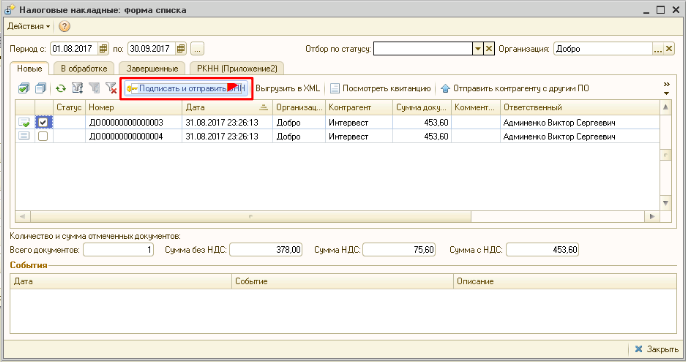 Налоговые накладные: форма списка
Действия
Период с: 01.08.2017 по: 30.09.2017 ... Отбор по статусу: Организация: Добро ...
Новые В обработке Завершенные РКНН (Приложение2)
Подписать и отправить Выгрузить в XML Посмотреть квитанцию Отправить контрагенту с другим ПО
Статус Номер Дата Организац... Контрагент Сумма доку... Коммент... Ответственный
ДО00000000000003 31.08.2017 23:26:13 Добро Интервест 453,60 Админенко Виктор Сергеевич
ДО00000000000004 31.08.2017 23:26:13 Добро Интервест 453,60 Админенко Виктор Сергеевич
Количество и сумма отмеченных документов:
Всего документов: 1 Сумма без НДС: 378,00 Сумма НДС: 75,60 Сумма с НДС: 453,60
События
Дата Событие Описание
Закрыть